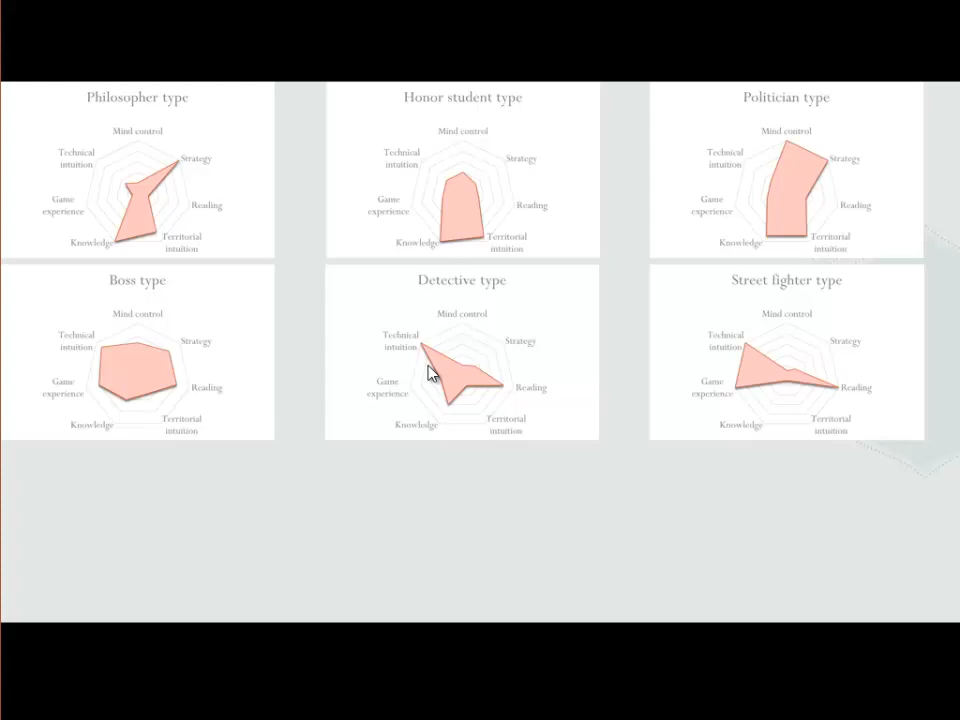 Philosopher type
Mind control
Technical
intuition
Strategy
Game
experience
Reading
Knowledge
Territorial
intuition
Honor student type
Mind control
Technical
intuition
Strategy
Game
experience
Reading
Knowledge
Territorial
intuition
Politician type
Mind control
Technical
intuition
Strategy
Game
experience
Reading
Knowledge
Territorial
intuition
Boss type
Mind control
Technical
intuition
Strategy
Game
experience
Reading
Knowledge
Territorial
intuition
Detective type
Mind control
Technical
intuition
Strategy
Game
experience
Reading
Knowledge
Territorial
intuition
Street fighter type
Mind control
Technical
intuition
Strategy
Game
experience
Reading
Knowledge
Territorial
intuition